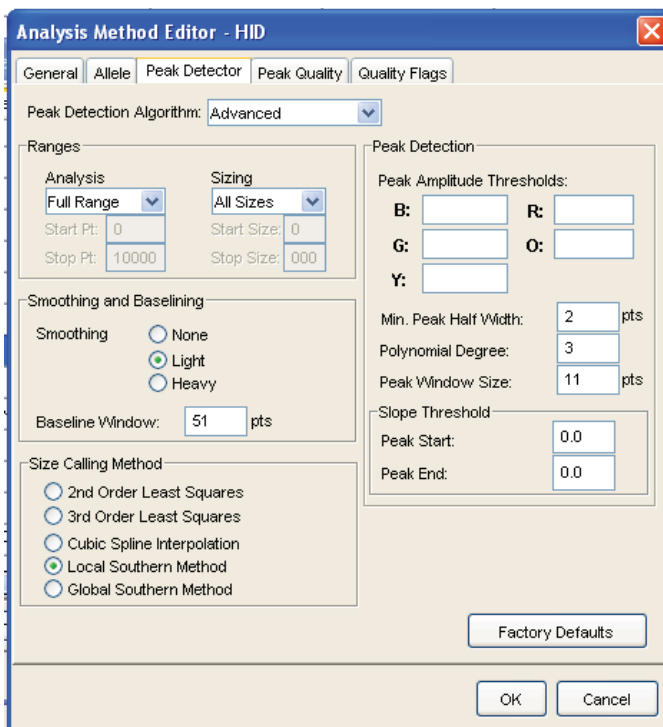 Analysis Method Editor - HID
General Allele Peak Detector Peak Quality Quality Flags
Peak Detection Algorithm: Advanced
Ranges
Analysis Sizing
Full Range All Sizes
Start Pt: 0 Start Size: 0
Stop Pt: 10000 Stop Size: 000
Smoothing and Baselining
Smoothing None
Light
Heavy
Baseline Window: 51 pts
Size Calling Method
2nd Order Least Squares
3rd Order Least Squares
Cubic Spline Interpolation
Local Southern Method
Global Southern Method
Peak Detection
Peak Amplitude Thresholds:
B: R:
G: O:
Y:
Min. Peak Half Width: 2 pts
Polynomial Degree: 3
Peak Window Size: 11 pts
Slope Threshold
Peak Start: 0.0
Peak End: 0.0
Factory Defaults
OK Cancel